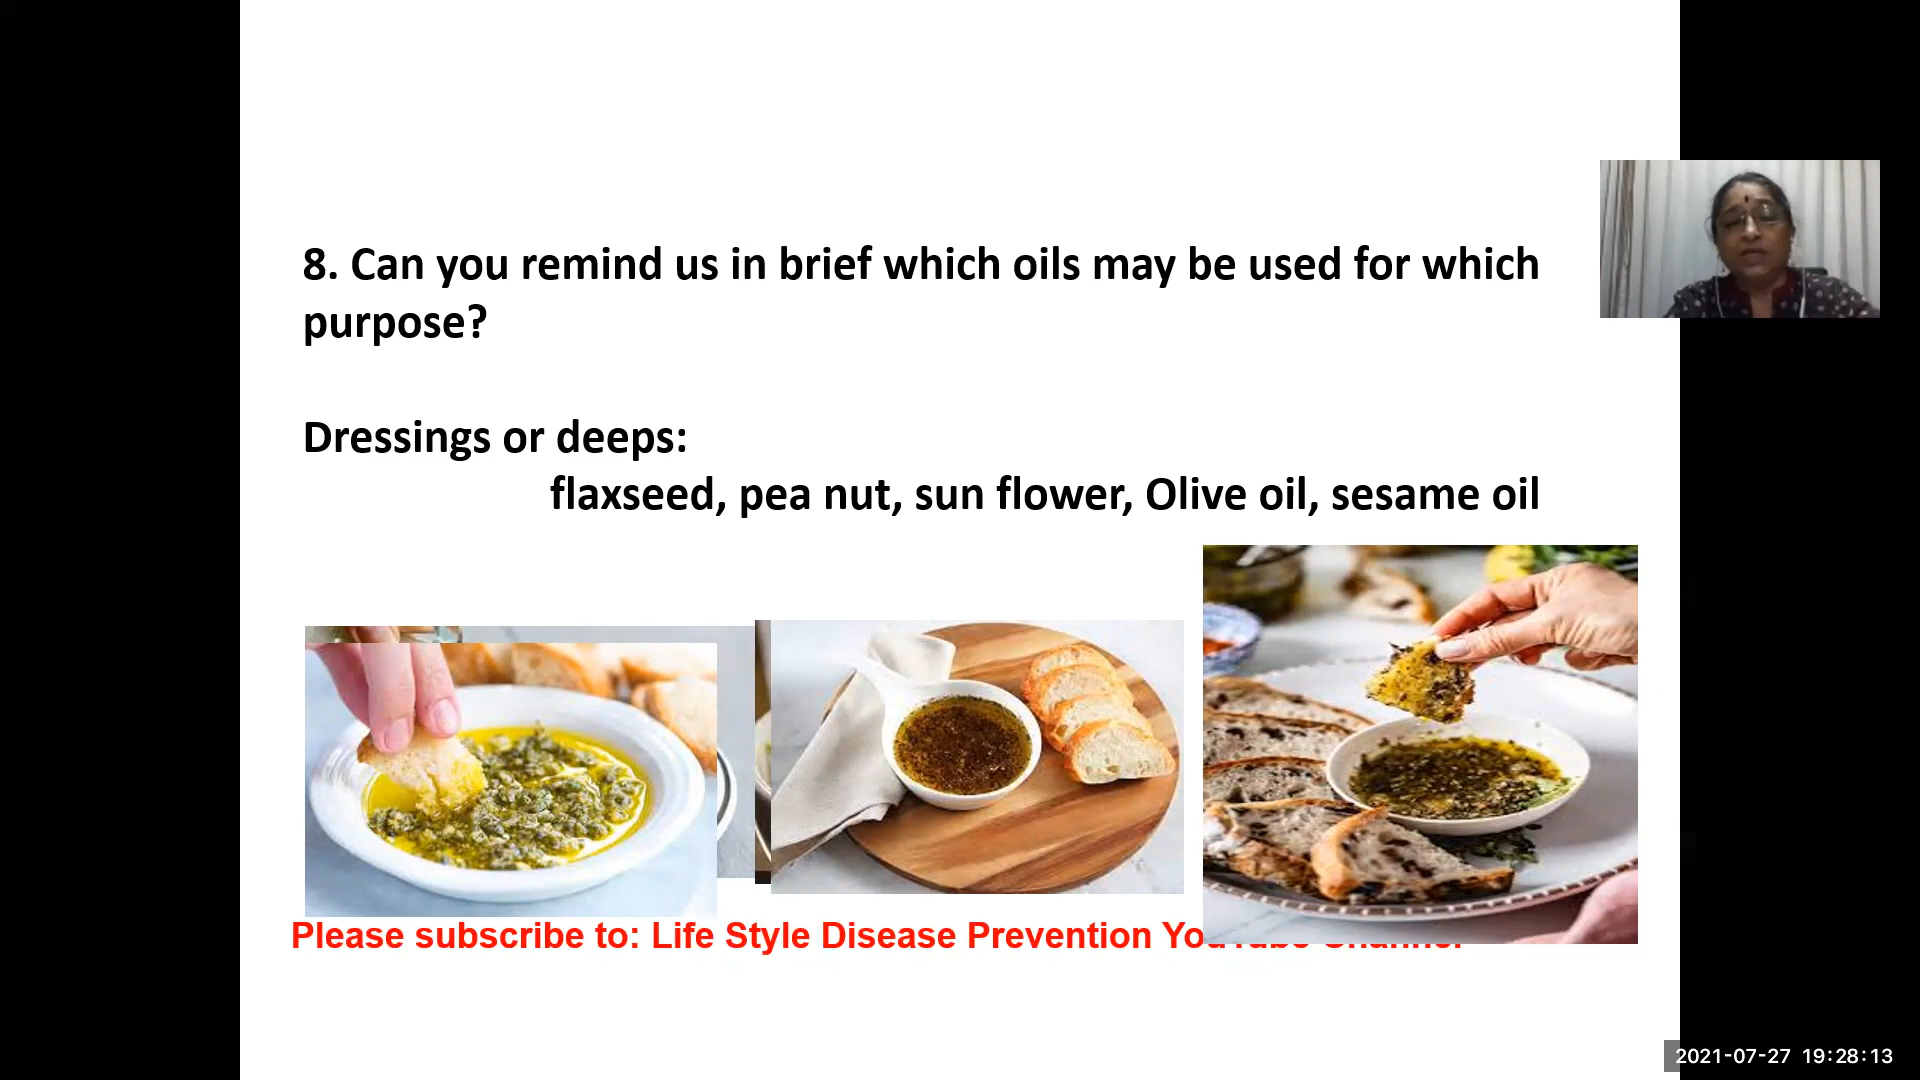 8. Can you remind us in brief which oils may be used for which
purpose?
Dressings or deeps:
flaxseed, pea nut, sun flower, Olive oil, sesame oil
Please subscribe to: Life Style Disease Prevention YouTube Channel
2021-07-27 19:28:13